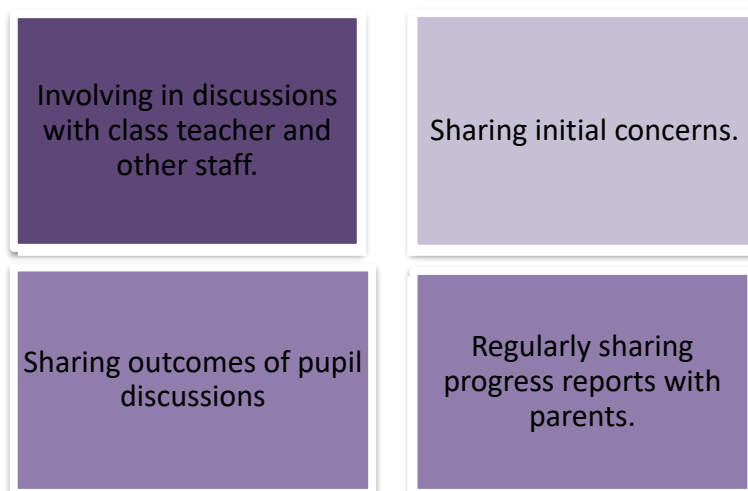 Involving in discussions
with class teacher and
other staff.
Sharing initial concerns.
Sharing outcomes of pupil
discussions
Regularly sharing
progress reports with
parents.